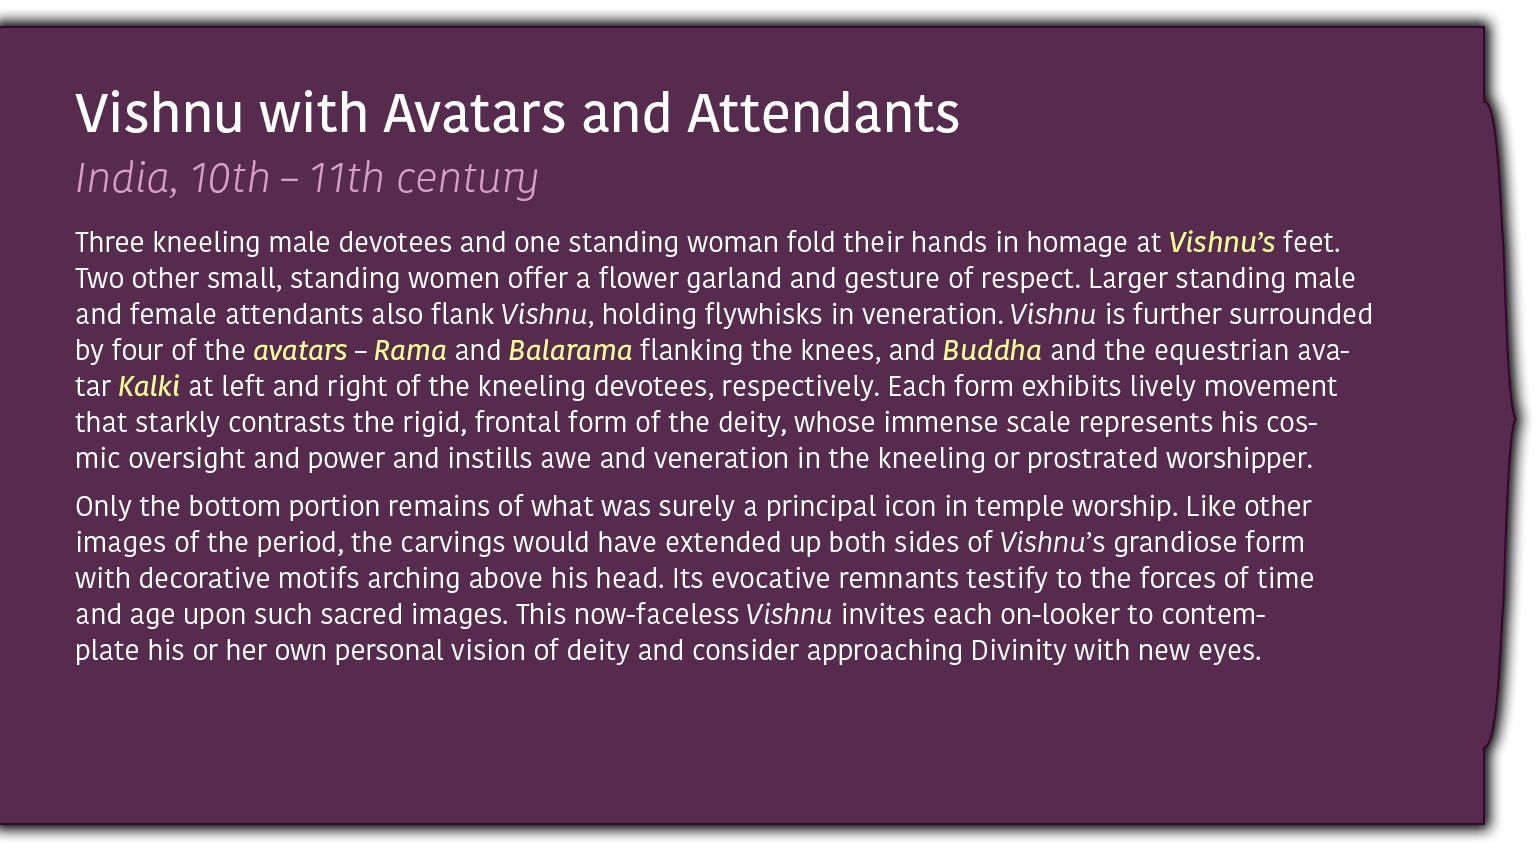 Vishnu with Avatars and Attendants
India, 10th – 11th century
Three kneeling male devotees and one standing woman fold their hands in homage at Vishnu’s feet.
Two other small, standing women offer a flower garland and gesture of respect. Larger standing male
and female attendants also flank Vishnu, holding flywhisks in veneration. Vishnu is further surrounded
by four of the avatars – Rama and Balarama flanking the knees, and Buddha and the equestrian ava-
tar Kalki at left and right of the kneeling devotees, respectively. Each form exhibits lively movement
that starkly contrasts the rigid, frontal form of the deity, whose immense scale represents his cos-
mic oversight and power and instills awe and veneration in the kneeling or prostrated worshipper.
Only the bottom portion remains of what was surely a principal icon in temple worship. Like other
images of the period, the carvings would have extended up both sides of Vishnu’s grandiose form
with decorative motifs arching above his head. Its evocative remnants testify to the forces of time
and age upon such sacred images. This now-faceless Vishnu invites each on-looker to contem-
plate his or her own personal vision of deity and consider approaching Divinity with new eyes.